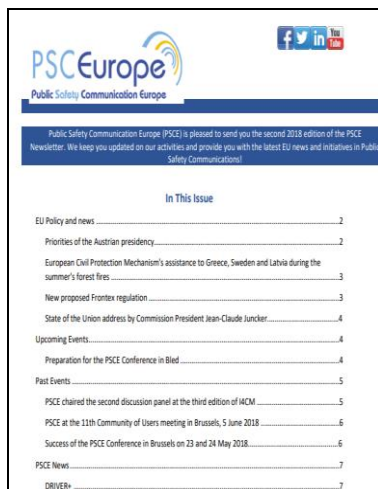 You
Tube
PSCEurope
Public Safety Communication Europe
Public Safety Communication Europe (PSCE) is pleased to send you the second 2018 edition of the PSCE
Newsletter. We keep you updated on our activities and provide you with the latest EU news and initiatives in Public
Safety Communications!
In This Issue
EU Policy and news ........ 2
Priorities of the Austrian presidency ........ 2
European Civil Protection Mechanism's assistance to Greece, Sweden and Latvia during the
summer's forest fires ........ 3
New proposed Frontex regulation ........ 3
State of the Union address by Commission President Jean-Claude Juncker ........ 4
Upcoming Events ........ 4
Preparation for the PSCE Conference in Bled ........ 4
Past Events ........ 5
PSCE chaired the second discussion panel at the third edition of I4CM ........ 5
PSCE at the 11th Community of Users meeting in Brussels, 5 June 2018 ........ 6
Success of the PSCE Conference in Brussels on 23 and 24 May 2018 ........ 6
PSCE News ........ 7
DRIVER+ ........ 7